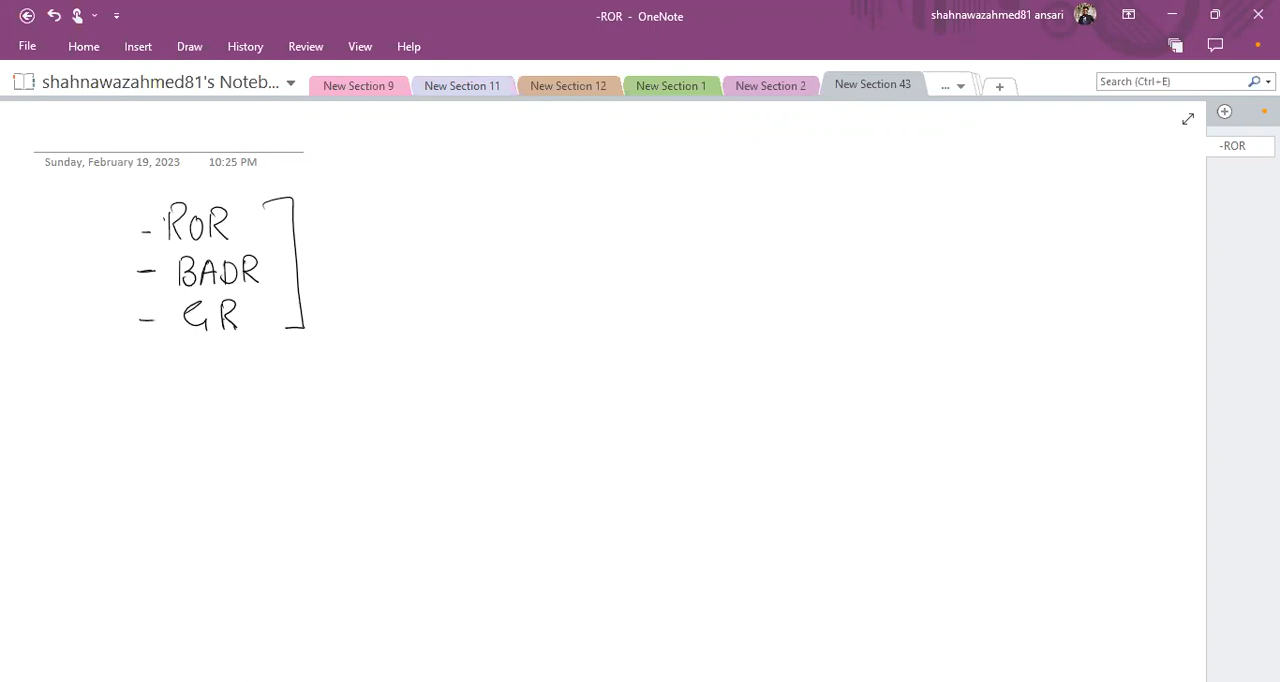 -ROR - OneNote
shahnawazahmed81 ansari
File Home Insert Draw History Review View Help
shahnawazahmed81's Noteb...
New Section 9 New Section 11 New Section 12 New Section 1 New Section 2 New Section 43 ... +
Search (Ctrl+E)
-ROR
Sunday, February 19, 2023 10:25 PM
- ROR
- BADR
- GR